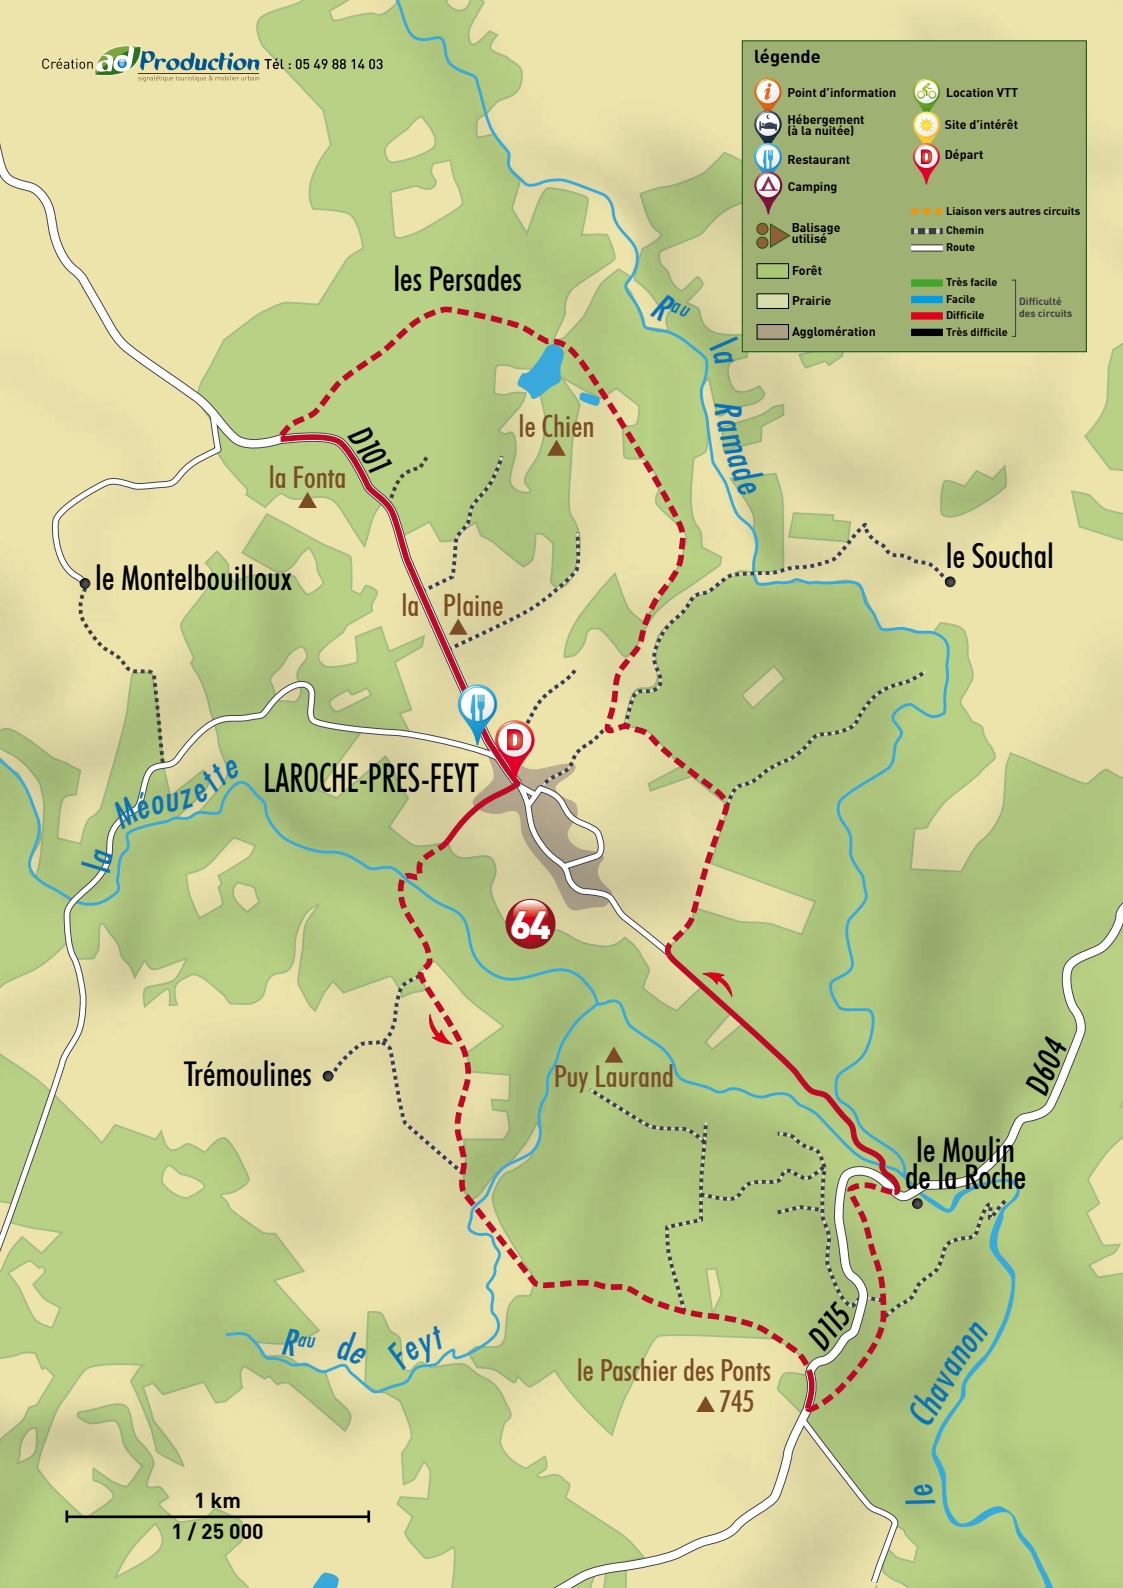 Création ad Production Tél : 05 49 88 14 03
signalétique touristique & mobilier urbain
légende
Point d'information
Hébergement
(à la nuitée)
Restaurant
Camping
Balisage
utilisé
Forêt
Prairie
Agglomération
Location VTT
Site d'intérêt
D Départ
Liaison vers autres circuits
Chemin
Route
Très facile
Facile
Difficile
Très difficile
Difficulté
des circuits
les Persades
Rau la Ramade
le Chien
D101
la Fonta
le Souchal
le Montelbouilloux
la Plaine
D
LAROCHE-PRES-FEYT
la Méouzette
64
Trémoulines
Puy Laurand
D604
le Moulin
de la Roche
D115
Rau de Feyt
le Paschier des Ponts
745
le Chavanon
1 km
1 / 25 000